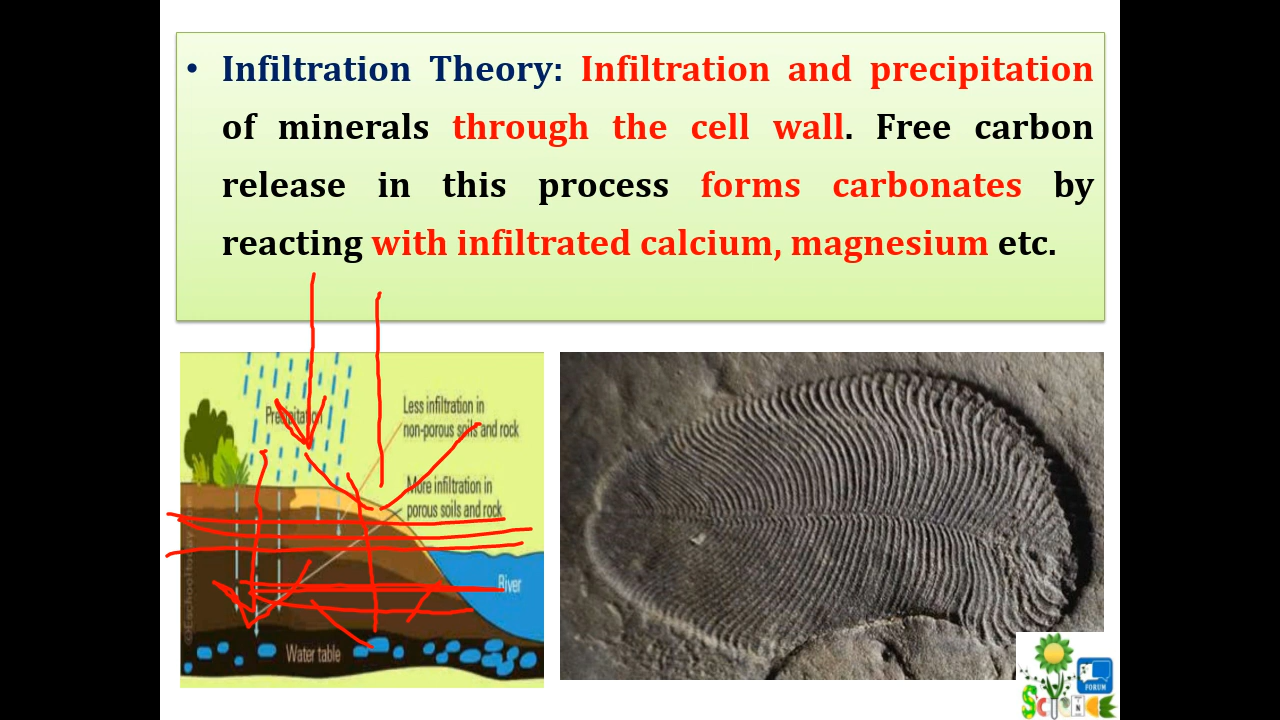 • Infiltration Theory: Infiltration and precipitation
of minerals through the cell wall. Free carbon
release in this process forms carbonates by
reacting with infiltrated calcium, magnesium etc.
Precipitation
Less infiltration in
non-porous soils and rock
More infiltration in
porous soils and rock
River
Water table
FORUM
SCIENCE